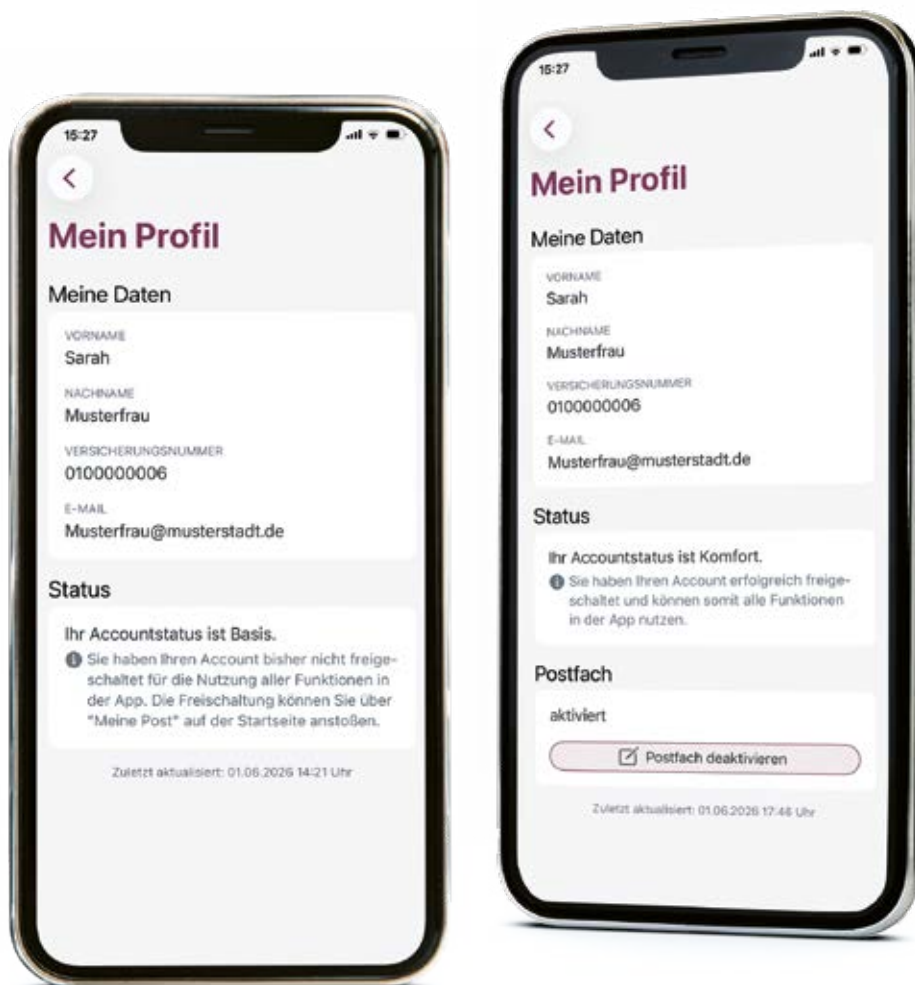 15:27
Mein Profil
Meine Daten
VORNAME
Sarah
NACHNAME
Musterfrau
VERSICHERUNGSNUMMER
0100000006
E-MAIL
Musterfrau@musterstadt.de
Status
Ihr Accountstatus ist Basis.
Sie haben Ihren Account bisher nicht freige-
schaltet für die Nutzung aller Funktionen in
der App. Die Freischaltung können Sie über
"Meine Post" auf der Startseite anstoßen.
Zuletzt aktualisiert: 01.06.2026 14:21 Uhr
15:27
Mein Profil
Meine Daten
VORNAME
Sarah
NACHNAME
Musterfrau
VERSICHERUNGSNUMMER
0100000006
E-MAIL
Musterfrau@musterstadt.de
Status
Ihr Accountstatus ist Komfort.
Sie haben Ihren Account erfolgreich freige-
schaltet und können somit alle Funktionen
in der App nutzen.
Postfach
aktiviert
Postfach deaktivieren
Zuletzt aktualisiert: 01.06.2026 17:46 Uhr